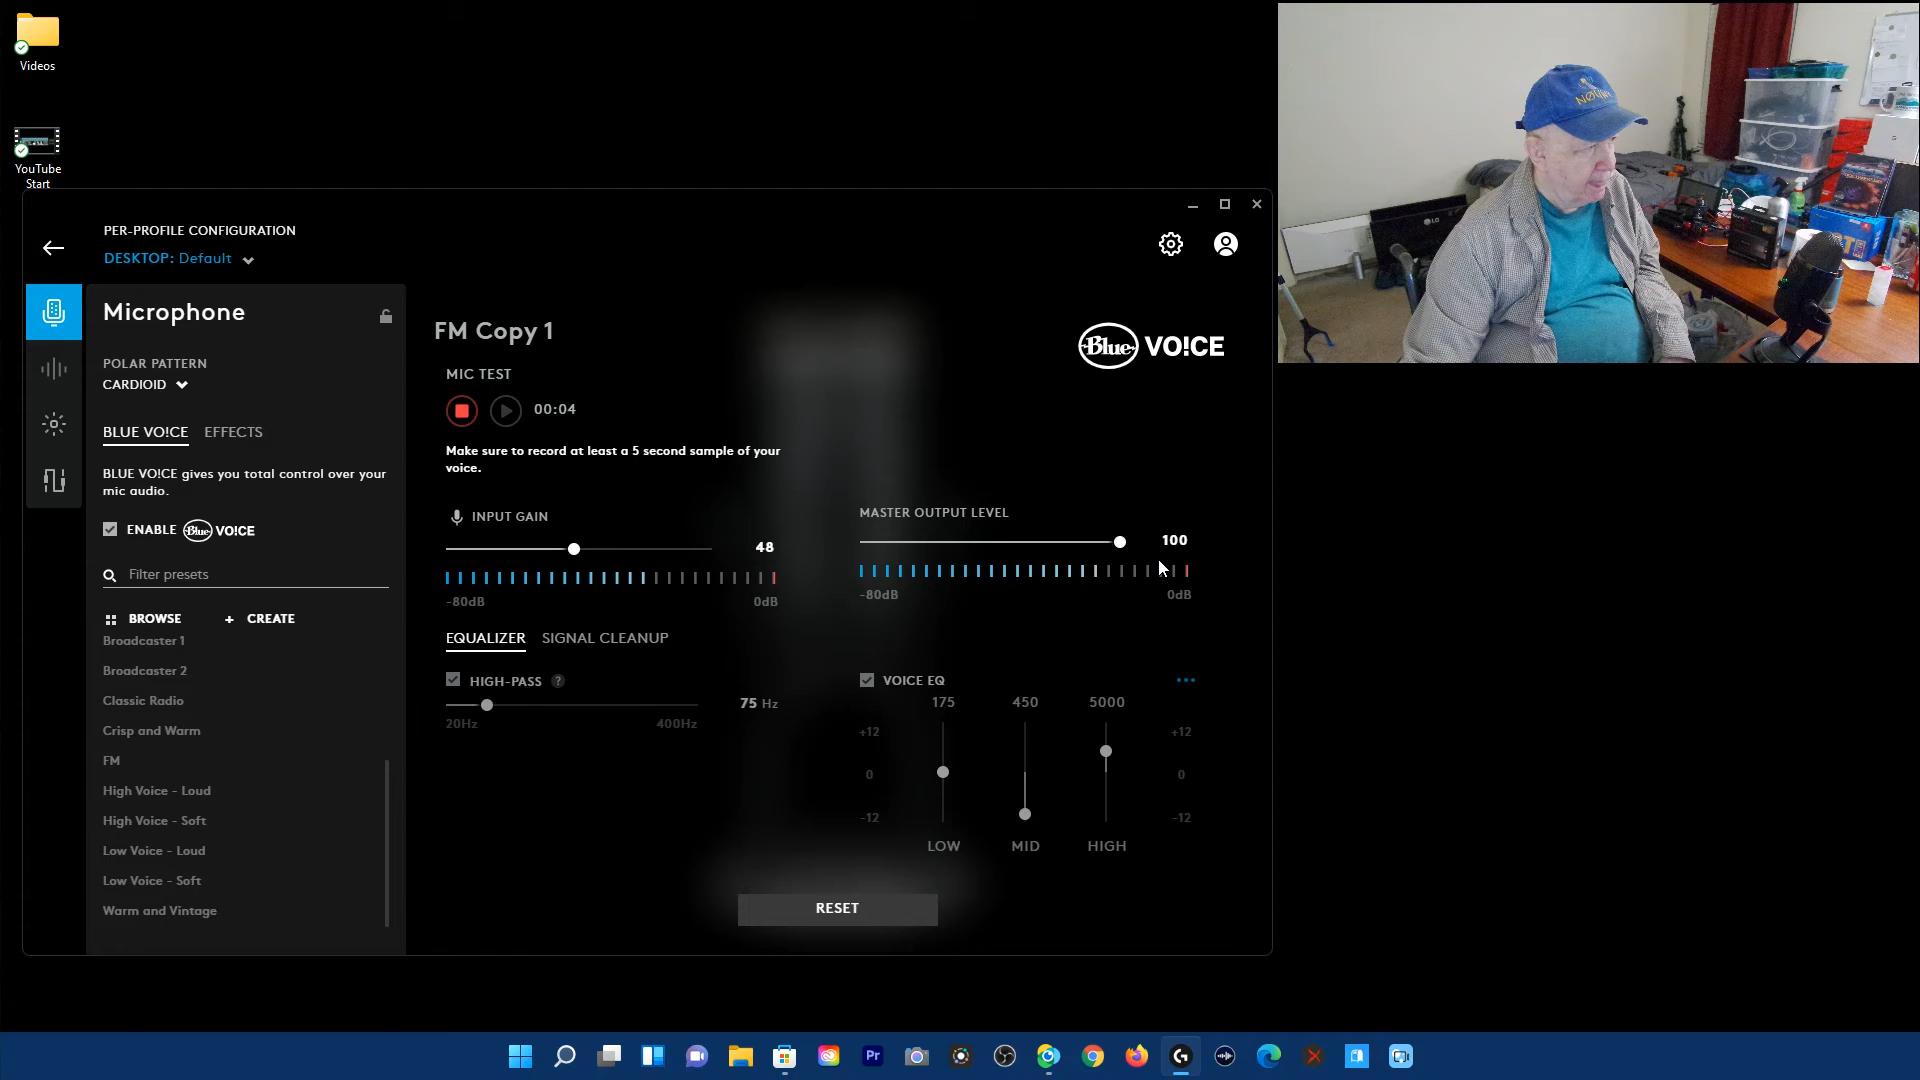 Videos
YouTube
Start
PER-PROFILE CONFIGURATION
DESKTOP: Default
Microphone
POLAR PATTERN
CARDIOID
BLUE VO!CE EFFECTS
BLUE VO!CE gives you total control over your
mic audio.
ENABLE Blue VO!CE
Filter presets
BROWSE + CREATE
Broadcaster 1
Broadcaster 2
Classic Radio
Crisp and Warm
FM
High Voice - Loud
High Voice - Soft
Low Voice - Loud
Low Voice - Soft
Warm and Vintage
FM Copy 1
Blue VO!CE
MIC TEST
00:04
Make sure to record at least a 5 second sample of your
voice.
INPUT GAIN
48
-80dB 0dB
MASTER OUTPUT LEVEL
100
-80dB 0dB
EQUALIZER SIGNAL CLEANUP
HIGH-PASS ?
75 Hz
20Hz 400Hz
VOICE EQ
175 450 5000
+12 +12
0 0
-12 -12
LOW MID HIGH
RESET
LG
Pr